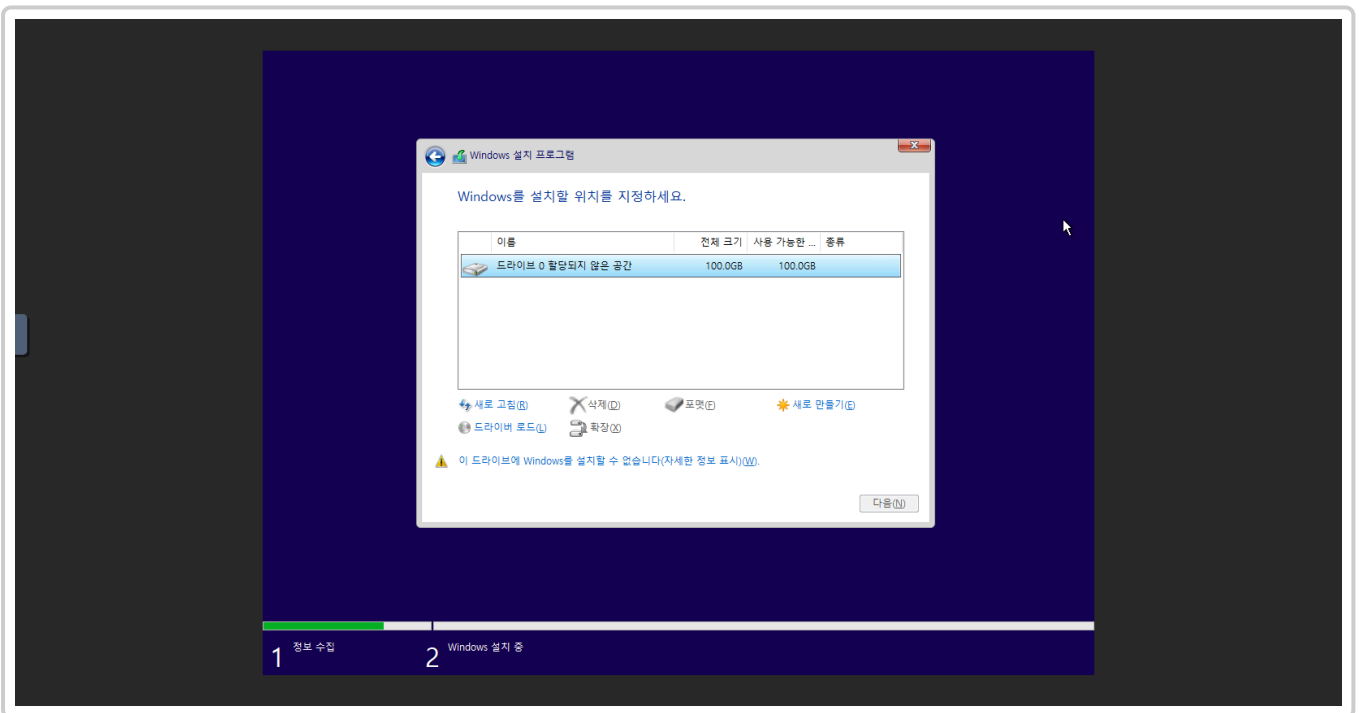 Windows 설치 프로그램
Windows를 설치할 위치를 지정하세요.
이름 전체 크기 사용 가능한 ... 종류
드라이브 0 할당되지 않은 공간 100.0GB 100.0GB
새로 고침(R) 삭제(D) 포맷(F) 새로 만들기(E)
드라이버 로드(L) 확장(X)
이 드라이브에 Windows를 설치할 수 없습니다(자세한 정보 표시)(W).
다음(N)
1 정보 수집 2 Windows 설치 중